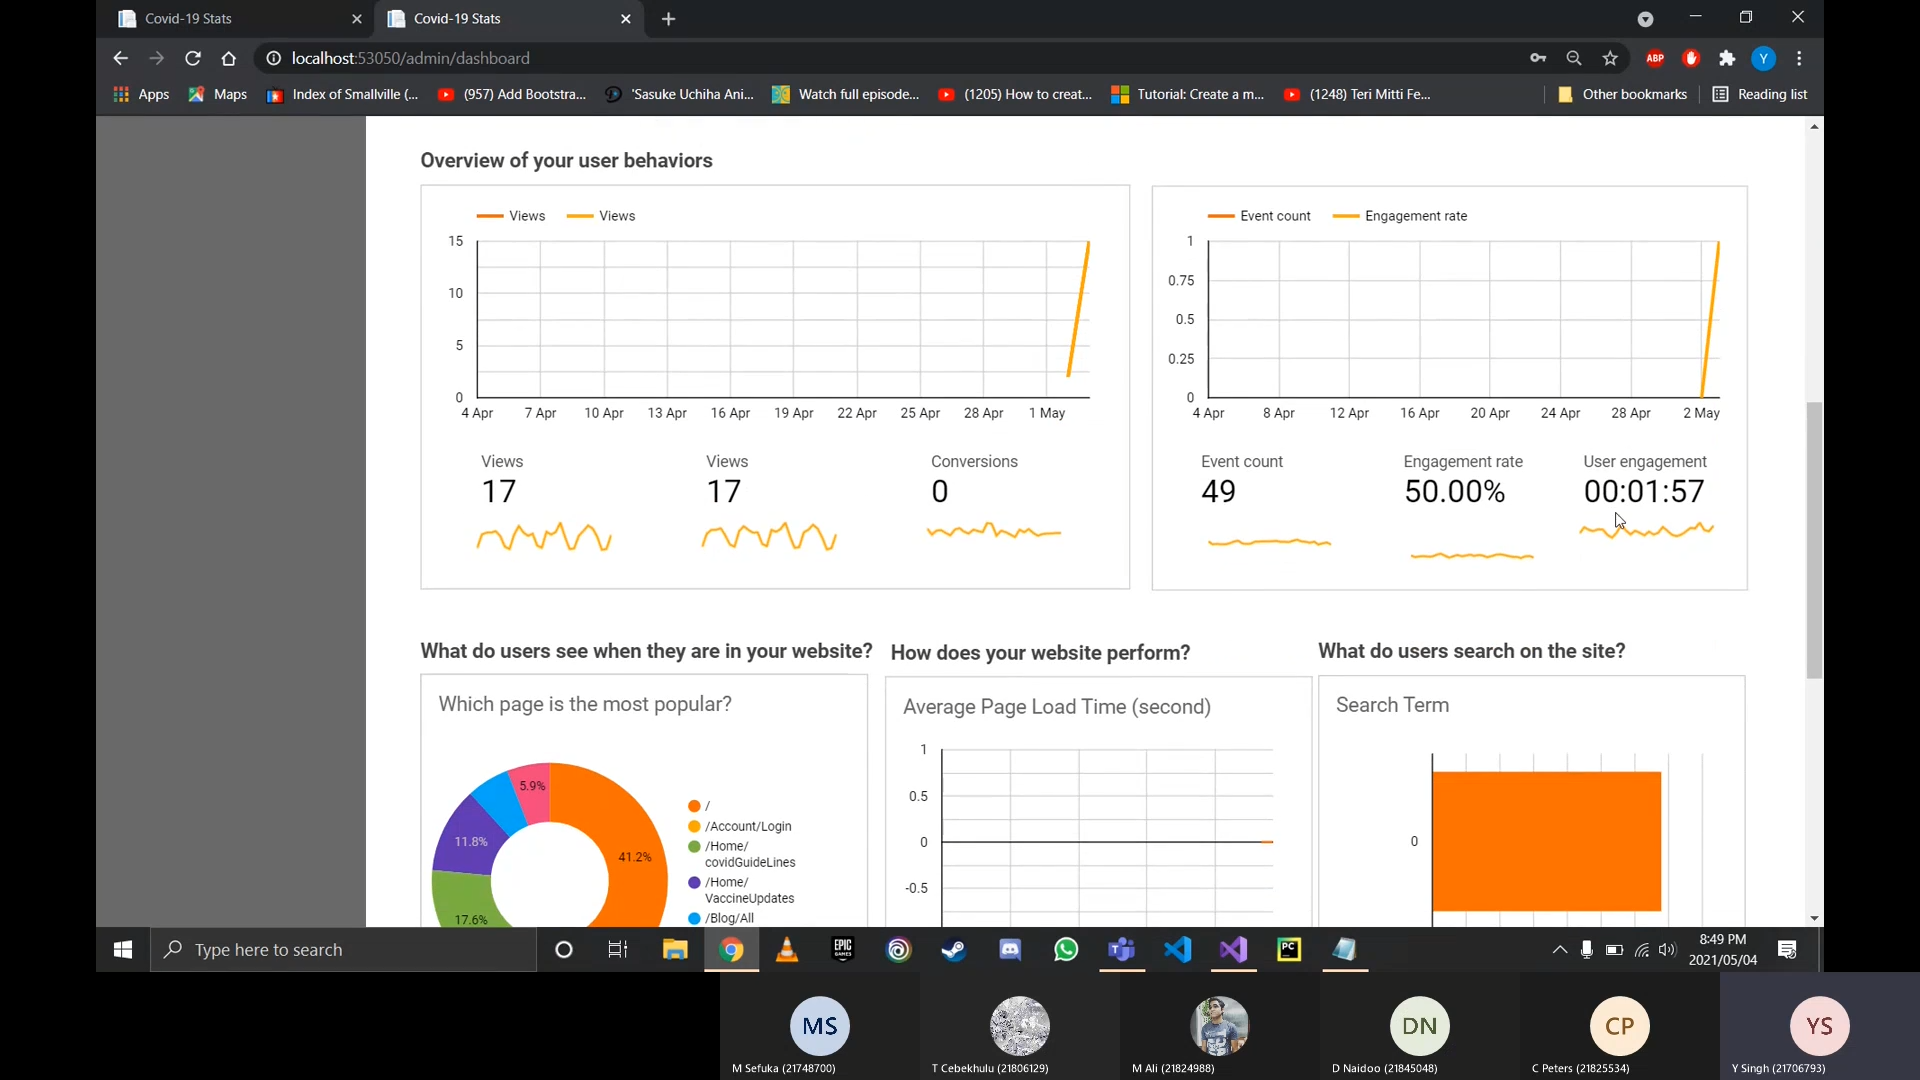 Covid-19 Stats
Covid-19 Stats
localhost:53050/admin/dashboard
ABP
Y
Apps
Maps
Index of Smallville (...
(957) Add Bootstra...
'Sasuke Uchiha Ani...
Watch full episode...
(1205) How to creat...
Tutorial: Create a m...
(1248) Teri Mitti Fe...
Other bookmarks
Reading list
Overview of your user behaviors
Views Views
15
10
5
0
4 Apr 7 Apr 10 Apr 13 Apr 16 Apr 19 Apr 22 Apr 25 Apr 28 Apr 1 May
Views Views Conversions
17 17 0
Event count Engagement rate
1
0.75
0.5
0.25
0
4 Apr 8 Apr 12 Apr 16 Apr 20 Apr 24 Apr 28 Apr 2 May
Event count Engagement rate User engagement
49 50.00% 00:01:57
What do users see when they are in your website?
Which page is the most popular?
5.9%
11.8%
41.2%
17.6%
/
/Account/Login
/Home/
covidGuideLines
/Home/
VaccineUpdates
/Blog/All
How does your website perform?
Average Page Load Time (second)
1
0.5
0
-0.5
What do users search on the site?
Search Term
0
Type here to search
EPIC
GAMES
PC
8:49 PM
2021/05/04
MS
M Sefuka (21748700)
T Cebekhulu (21806129)
M Ali (21824988)
DN
D Naidoo (21845048)
CP
C Peters (21825534)
YS
Y Singh (21706793)